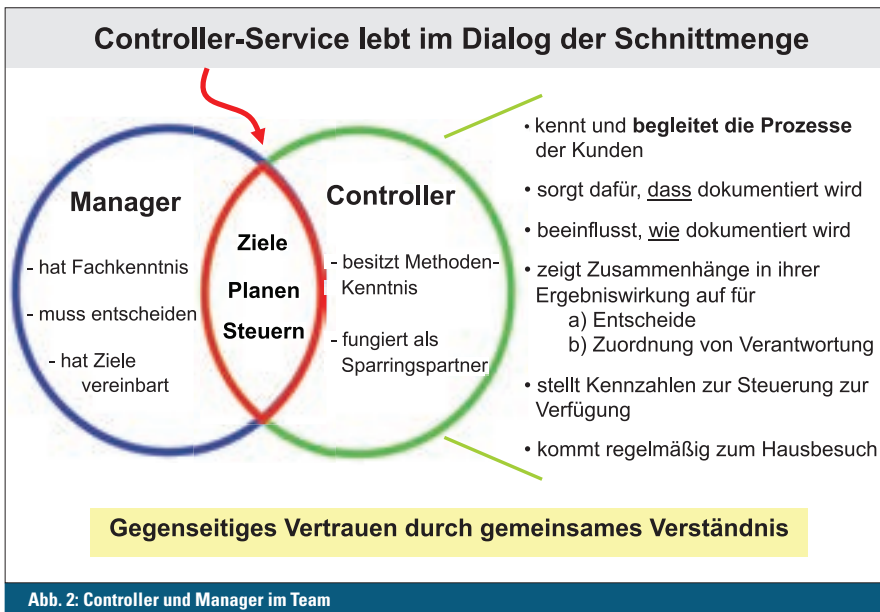 Controller-Service lebt im Dialog der Schnittmenge
Manager
- hat Fachkenntnis
- muss entscheiden
- hat Ziele
vereinbart
Ziele
Planen
Steuern
Controller
- besitzt Methoden-
Kenntnis
- fungiert als
Sparringspartner
• kennt und begleitet die Prozesse
der Kunden
• sorgt dafür, dass dokumentiert wird
• beeinflusst, wie dokumentiert wird
• zeigt Zusammenhänge in ihrer
Ergebniswirkung auf für
a) Entscheide
b) Zuordnung von Verantwortung
• stellt Kennzahlen zur Steuerung zur
Verfügung
• kommt regelmäßig zum Hausbesuch
Gegenseitiges Vertrauen durch gemeinsames Verständnis
Abb. 2: Controller und Manager im Team